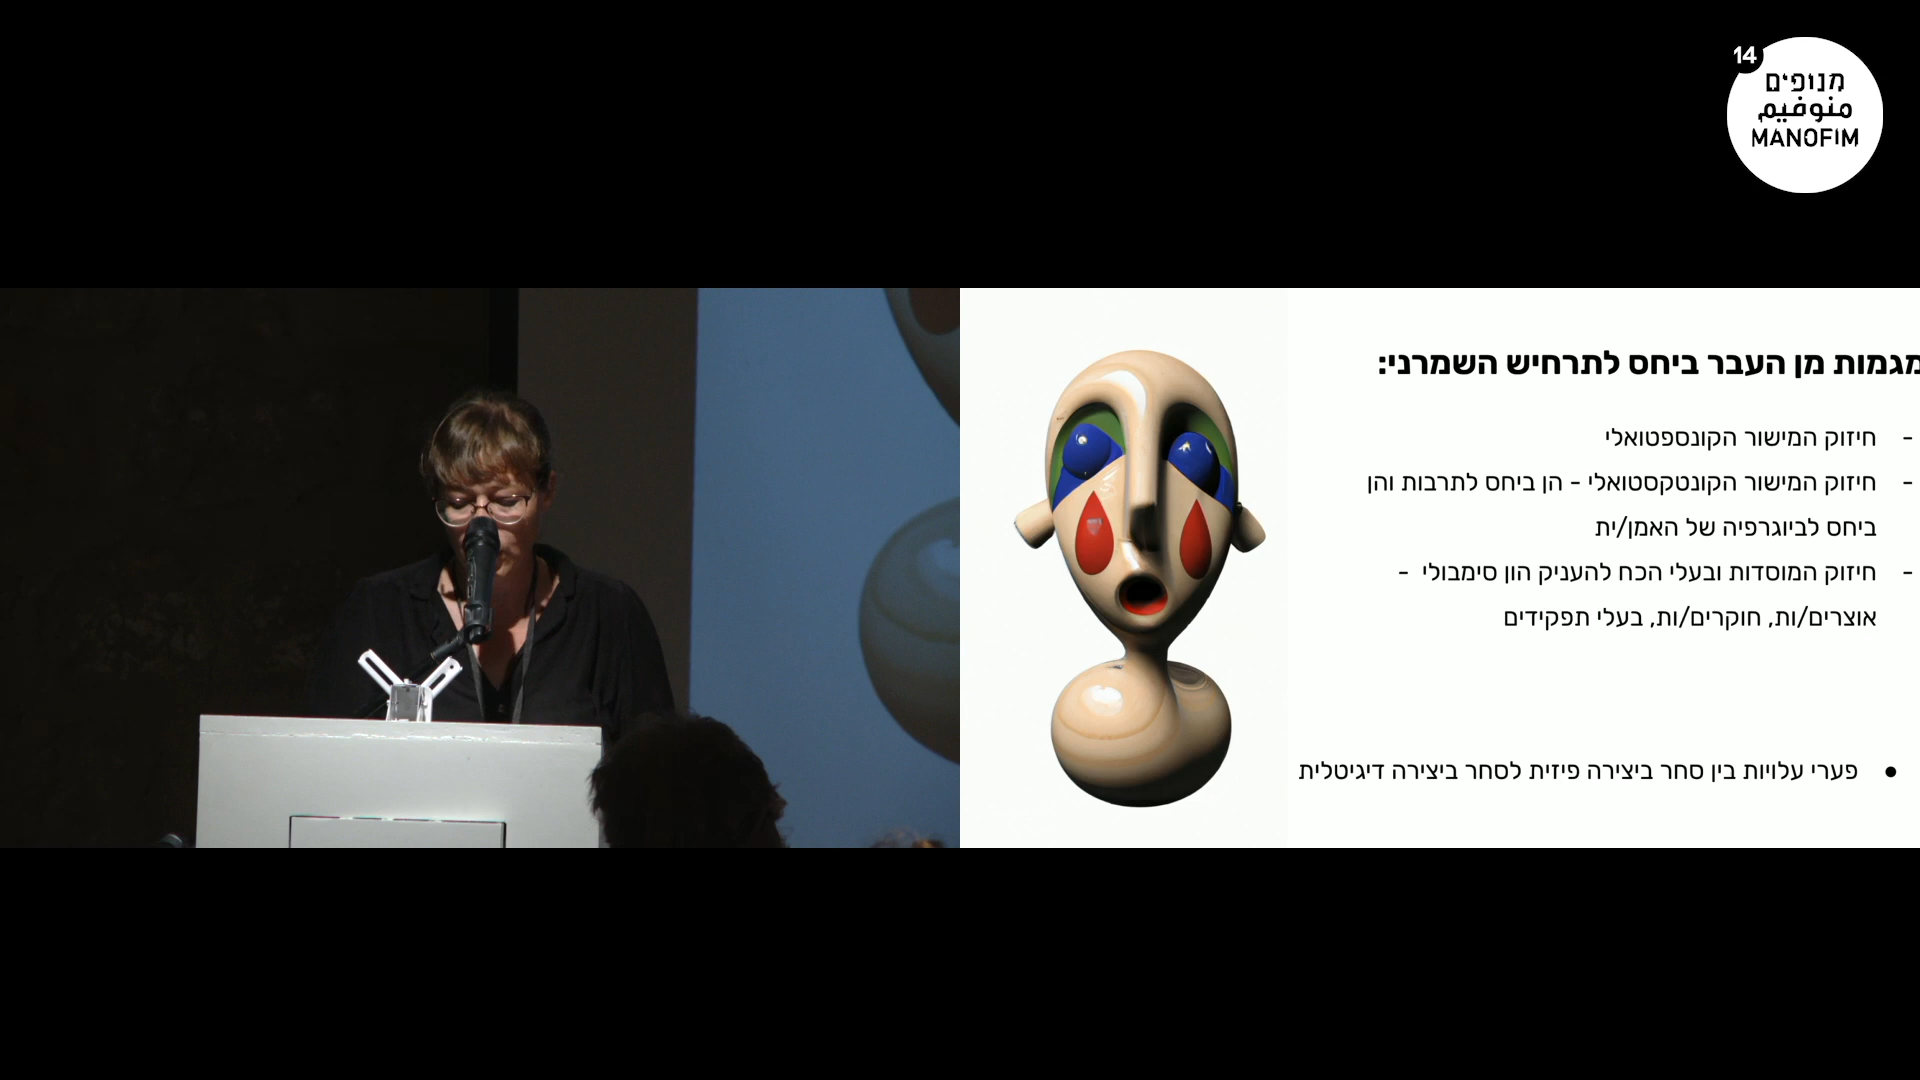 14
מנופים
منوفيم
MANOFIM
מגמות מן העבר ביחס לתרחיש השמרני:
- חיזוק המישור הקונספטואלי
- חיזוק המישור הקונטקסטואלי - הן ביחס לתרבות והן
ביחס לביוגרפיה של האמן/ית
- חיזוק המוסדות ובעלי הכח להעניק הון סימבולי -
אוצרים/ות, חוקרים/ות, בעלי תפקידים
● פערי עלויות בין סחר ביצירה פיזית לסחר ביצירה דיגיטלית